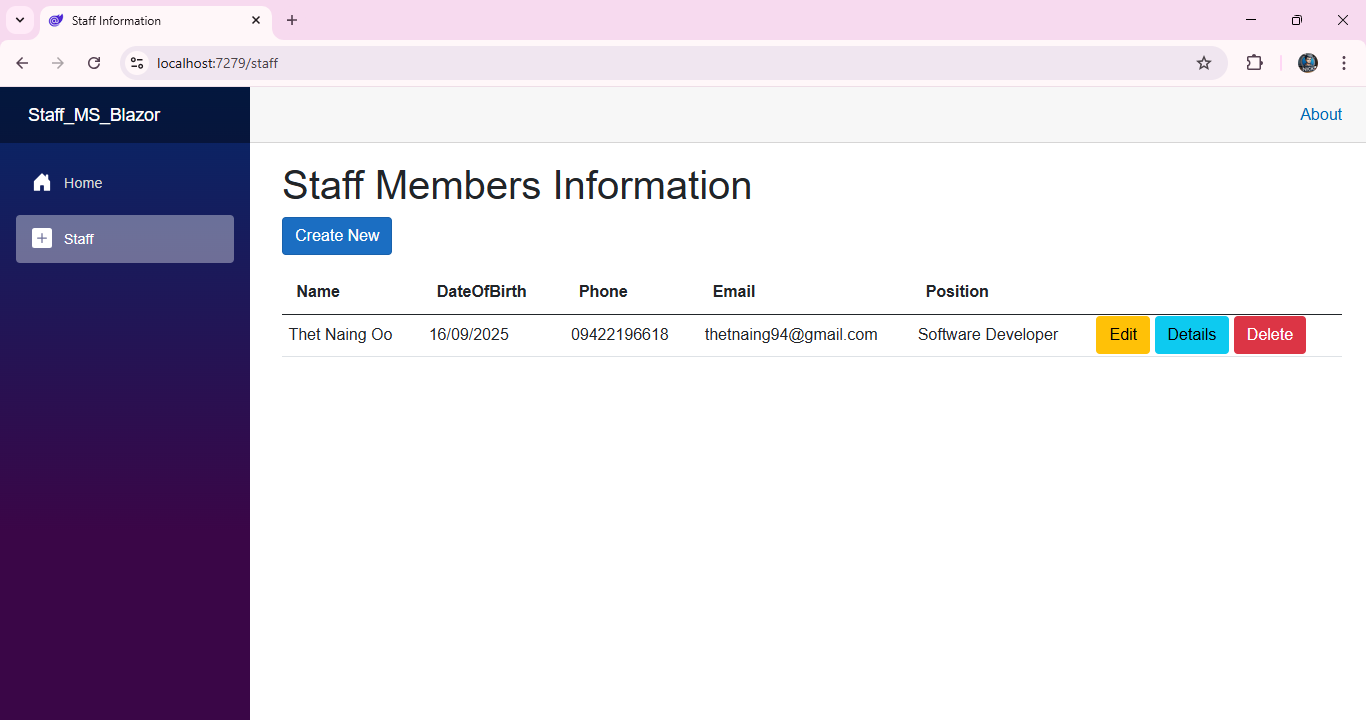 Staff Information
localhost:7279/staff
Staff_MS_Blazor
About
Home
Staff
Staff Members Information
Create New
Name DateOfBirth Phone Email Position
Thet Naing Oo 16/09/2025 09422196618 thetnaing94@gmail.com Software Developer Edit Details Delete